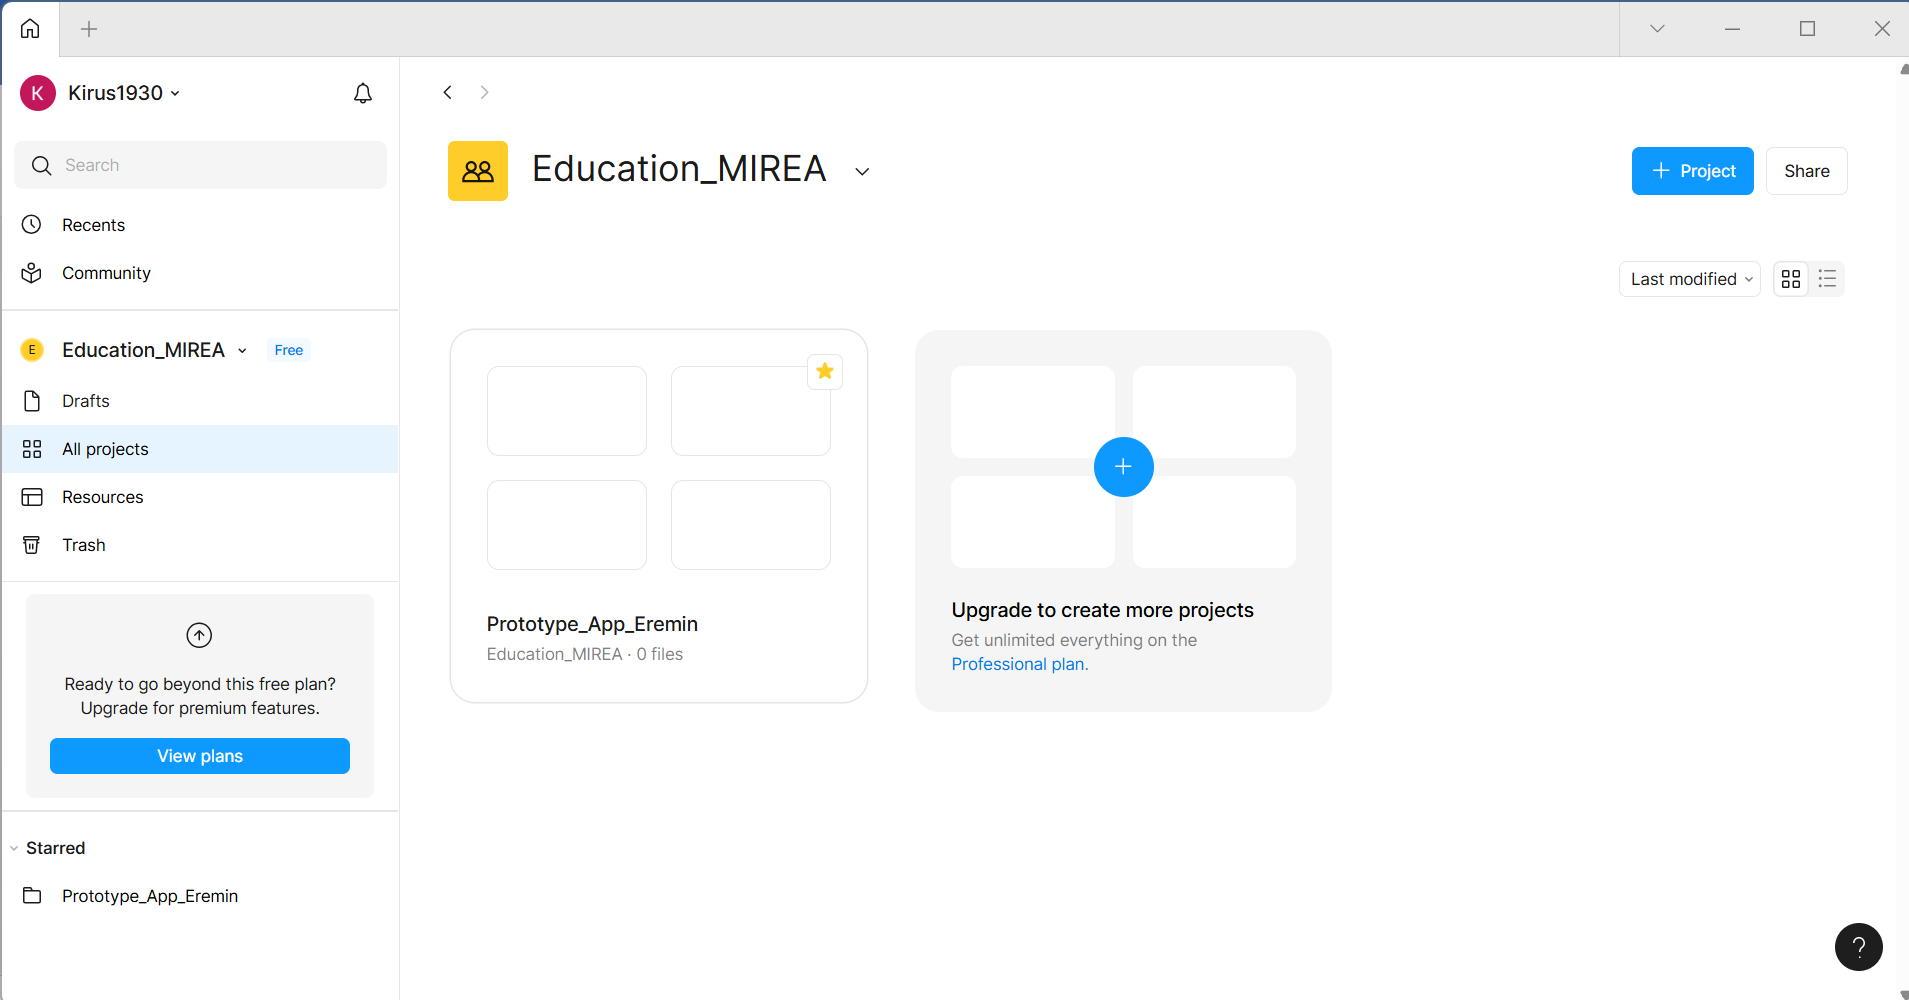 K
Kirus1930
Search
Recents
Community
E
Education_MIREA
Free
Drafts
All projects
Resources
Trash
Ready to go beyond this free plan?
Upgrade for premium features.
View plans
Starred
Prototype_App_Eremin
Education_MIREA
Project
Share
Last modified
Prototype_App_Eremin
Education_MIREA · 0 files
Upgrade to create more projects
Get unlimited everything on the
Professional plan.
?